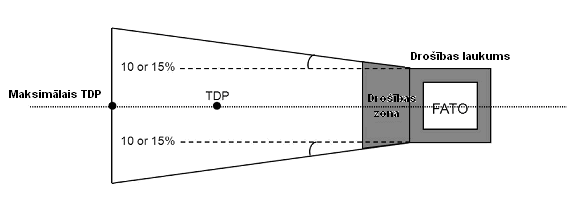 Drošības laukums
10 or 15%
Maksimālais TDP
TDP
Drošības
zona
FATO
10 or 15%